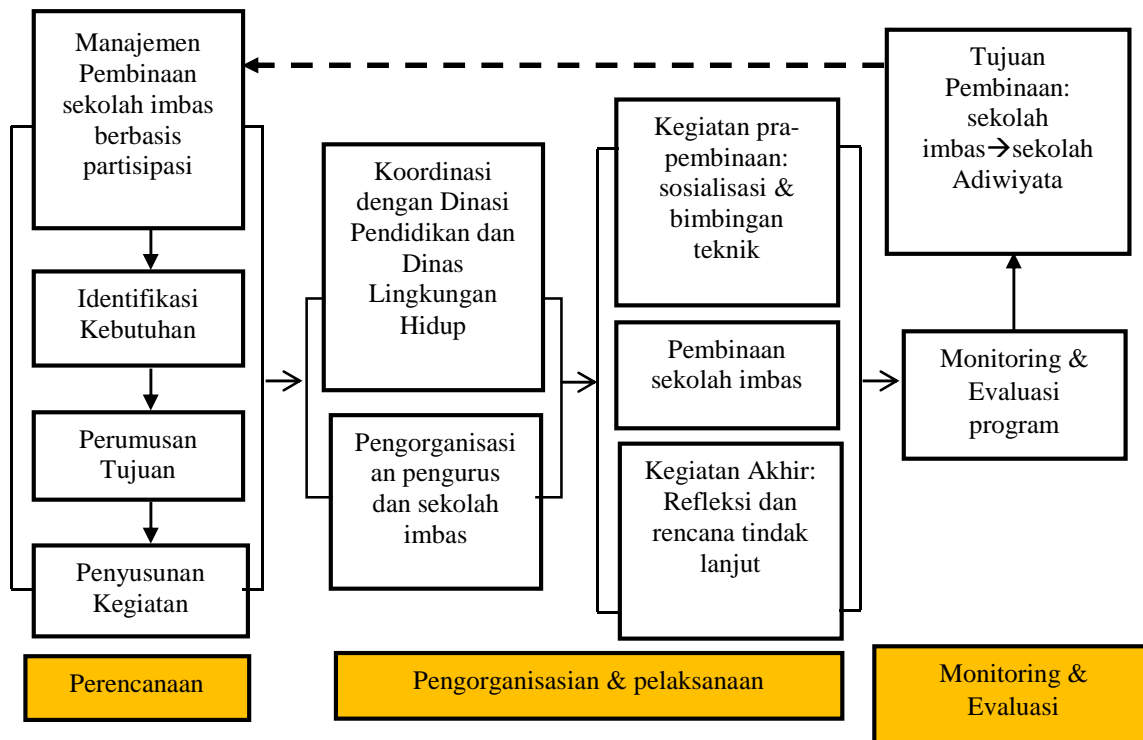 Manajemen
Pembinaan
sekolah imbas
berbasis
partisipasi
Identifikasi
Kebutuhan
Perumusan
Tujuan
Penyusunan
Kegiatan
Koordinasi
dengan Dinasi
Pendidikan dan
Dinas
Lingkungan
Hidup
Pengorganisasi
an pengurus
dan sekolah
imbas
Kegiatan pra-
pembinaan:
sosialisasi &
bimbingan
teknik
Pembinaan
sekolah imbas
Kegiatan Akhir:
Refleksi dan
rencana tindak
lanjut
Tujuan
Pembinaan:
sekolah
imbas→sekolah
Adiwiyata
Monitoring &
Evaluasi
program
Perencanaan
Pengorganisasian & pelaksanaan
Monitoring &
Evaluasi